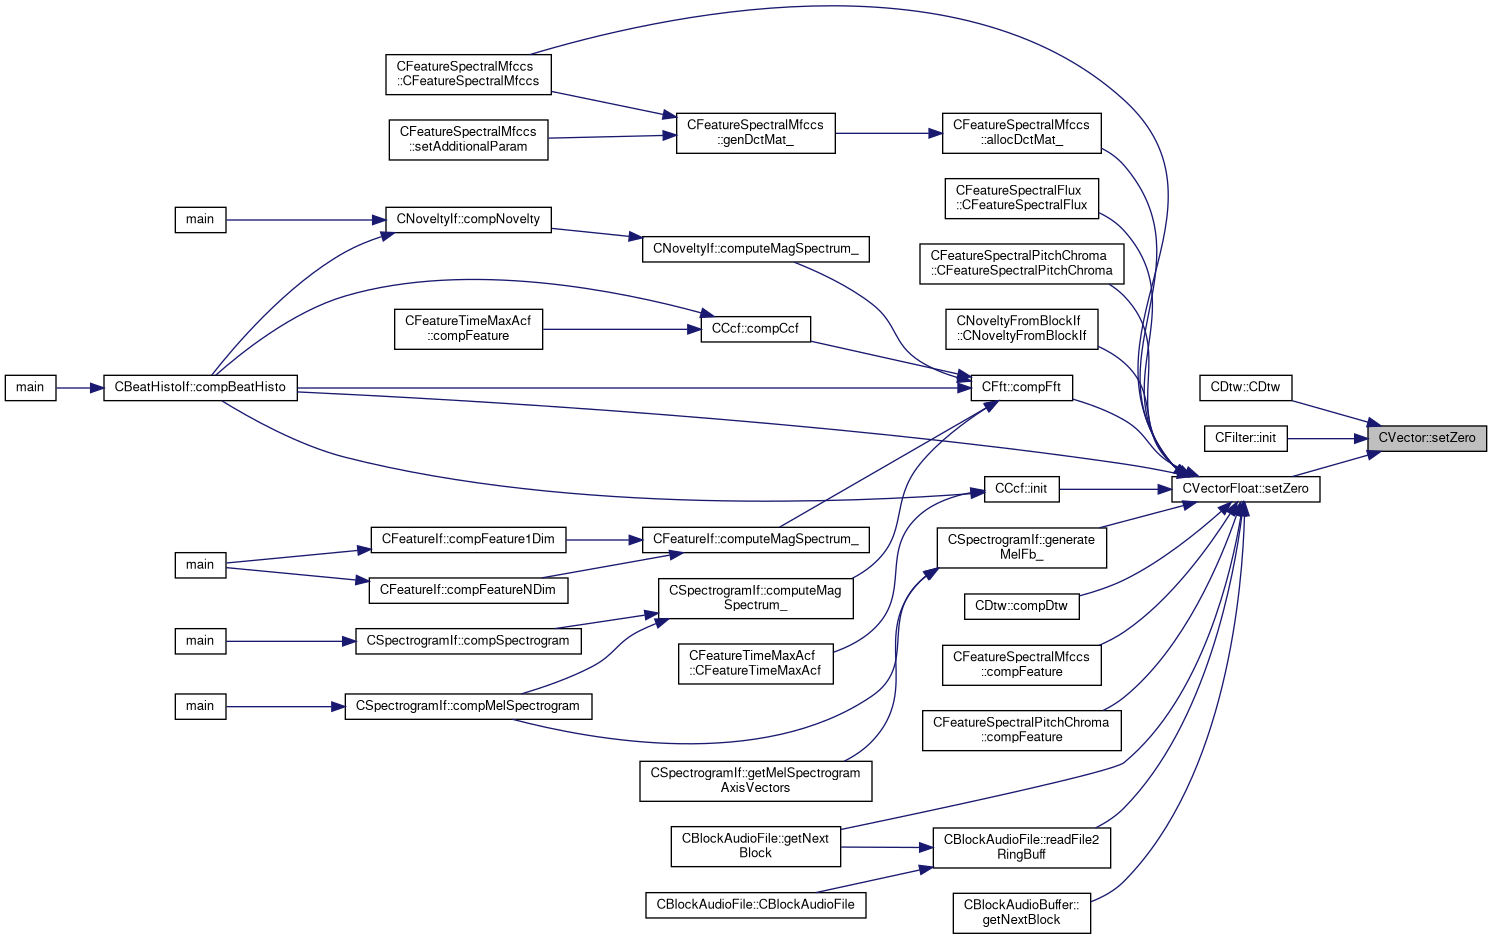 CFeatureSpectralMfccs
::CFeatureSpectralMfccs
CFeatureSpectralMfccs
::setAdditionalParam
CFeatureSpectralMfccs
::genDctMat_
CFeatureSpectralMfccs
::allocDctMat_
CFeatureSpectralFlux
::CFeatureSpectralFlux
main
CNoveltyIf::compNovelty
CNoveltyIf::computeMagSpectrum_
CFeatureSpectralPitchChroma
::CFeatureSpectralPitchChroma
CFeatureTimeMaxAcf
::compFeature
CCcf::compCcf
CNoveltyFromBlockIf
::CNoveltyFromBlockIf
main
CBeatHistoIf::compBeatHisto
CFft::compFft
CDtw::CDtw
CFilter::init
CVector::setZero
CCcf::init
CVectorFloat::setZero
main
CFeatureIf::compFeature1Dim
CFeatureIf::computeMagSpectrum_
CSpectrogramIf::generate
MelFb_
CFeatureIf::compFeatureNDim
CSpectrogramIf::computeMag
Spectrum_
CDtw::compDtw
main
CSpectrogramIf::compSpectrogram
CFeatureTimeMaxAcf
::CFeatureTimeMaxAcf
CFeatureSpectralMfccs
::compFeature
main
CSpectrogramIf::compMelSpectrogram
CFeatureSpectralPitchChroma
::compFeature
CSpectrogramIf::getMelSpectrogram
AxisVectors
CBlockAudioFile::getNext
Block
CBlockAudioFile::readFile2
RingBuff
CBlockAudioFile::CBlockAudioFile
CBlockAudioBuffer::
getNextBlock